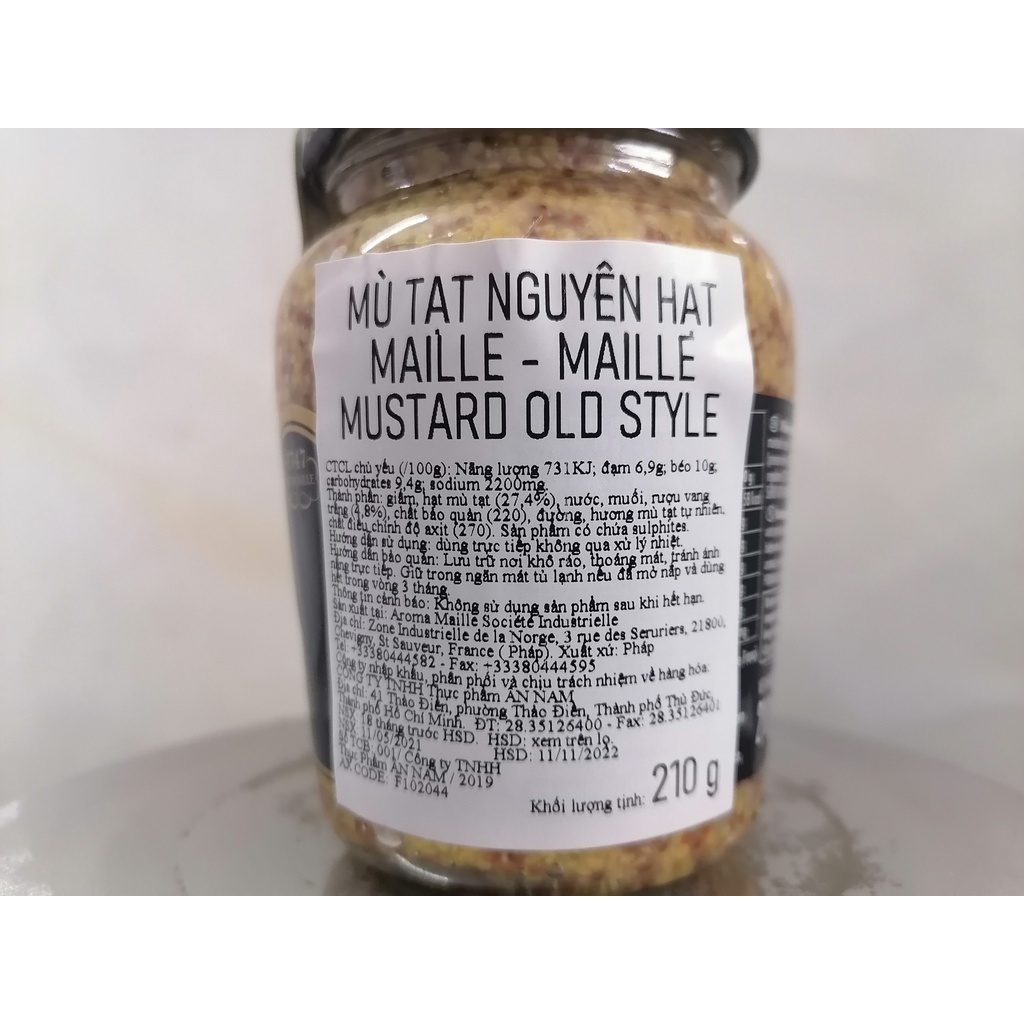 MÙ TẠT NGUYÊN HẠT
MAILLE - MAILLE
MUSTARD OLD STYLE
CTCL chủ yếu (/100g): Năng lượng 731KJ; đạm 6,9g; béo 10g;
carbohydrates 9,4g; sodium 2200mg.
Thành phần: giấm, hạt mù tạt (27,4%), nước, muối, rượu vang
trắng (4,8%), chất bảo quản (220), đường, hương mù tạt tự nhiên,
chất điều chỉnh độ axit (270). Sản phẩm có chứa sulphites.
Hướng dẫn sử dụng: dùng trực tiếp không qua xử lý nhiệt.
Hướng dẫn bảo quản: Lưu trữ nơi khô ráo, thoáng mát, tránh ánh
nắng trực tiếp. Giữ trong ngăn mát tủ lạnh nếu đã mở nắp và dùng
hết trong vòng 3 tháng.
Thông tin cảnh báo: Không sử dụng sản phẩm sau khi hết hạn.
Sản xuất tại: Aroma Maille Société Industrielle
Địa chỉ: Zone Industrielle de la Norge, 3 rue des Seruriers, 21800,
Chevigny, St Sauveur, France ( Pháp). Xuất xứ: Pháp
Tel: +33380444582 - Fax: +33380444595
Công ty nhập khẩu, phân phối và chịu trách nhiệm về hàng hóa:
CÔNG TY TNHH Thực phẩm AN NAM
Địa chỉ: 41 Thảo Điền, phường Thảo Điền, Thành phố Thủ Đức,
Thành phố Hồ Chí Minh. ĐT: 28.35126400 - Fax: 28.35126401
NSX: 18 tháng trước HSD. HSD: xem trên lọ.
11/05/2021 HSD: 11/11/2022
TCB: 001/ Công ty TNHH
Thực Phẩm AN NAM / 2019
AX CODE: F102044
Khối lượng tịnh: 210 g